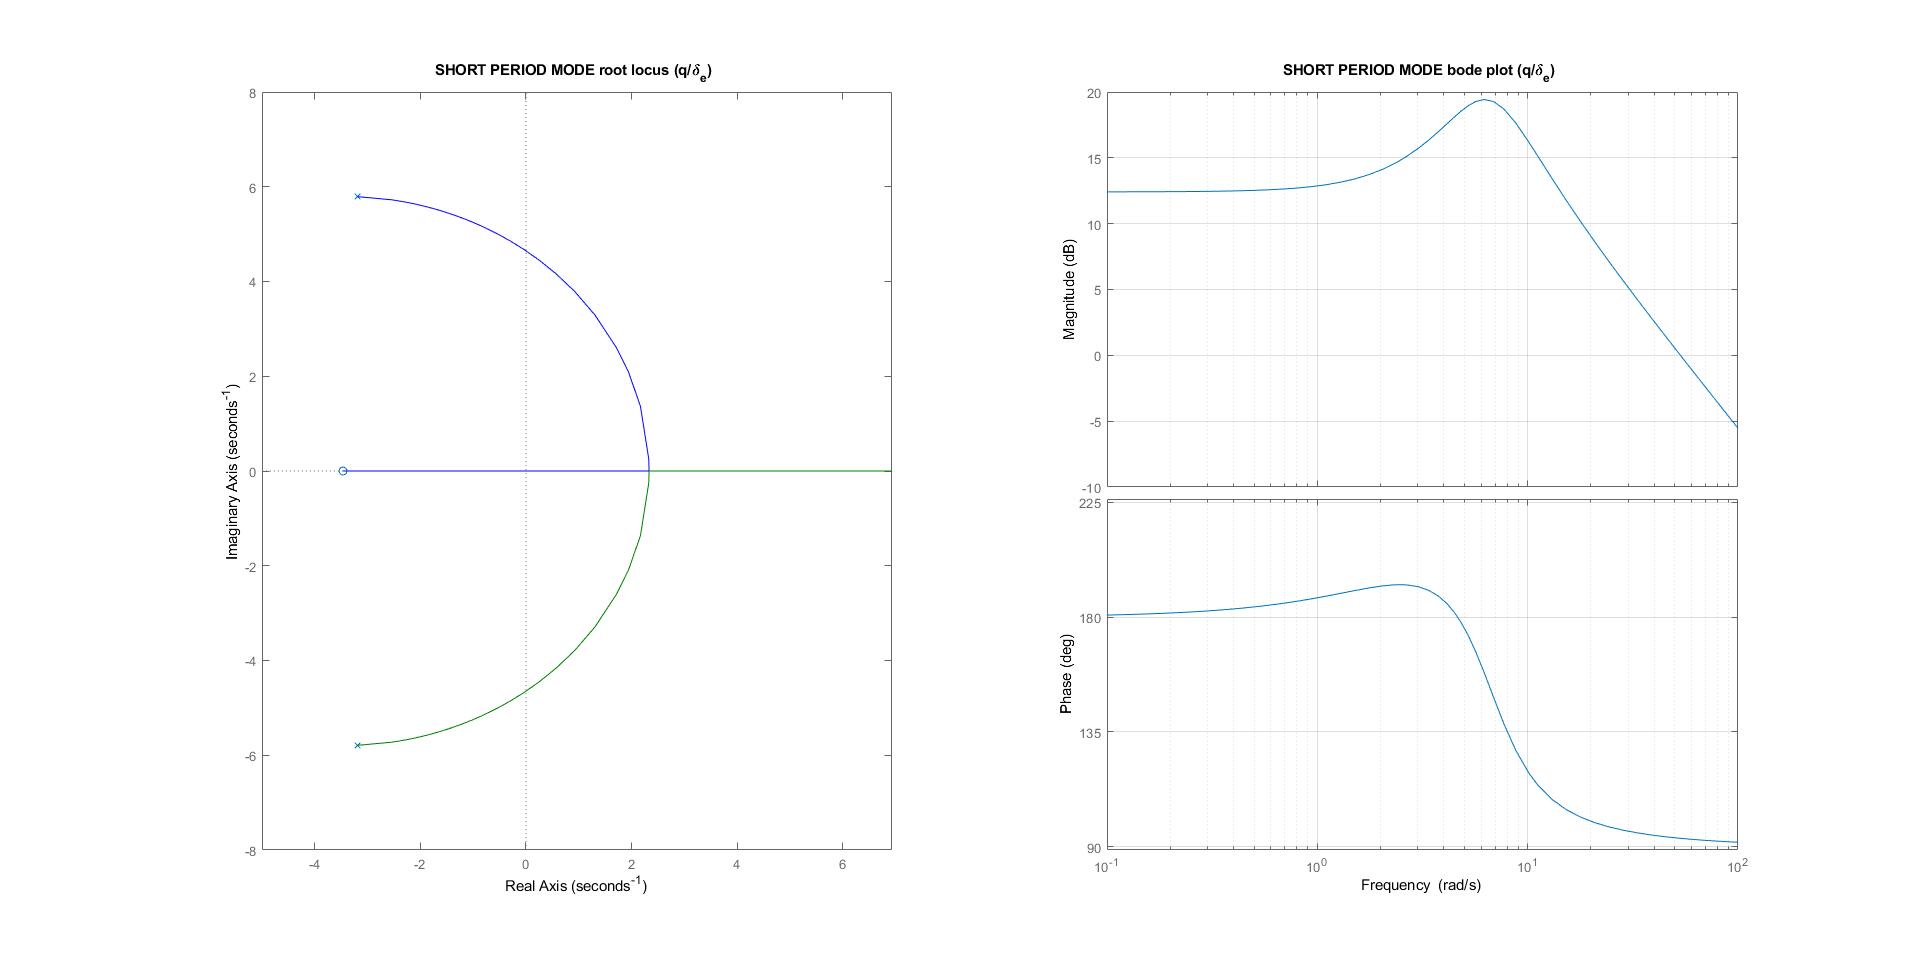 SHORT PERIOD MODE root locus (q/δe)
8
6
4
2
0
-2
-4
-6
-8
Imaginary Axis (seconds-1)
-4 -2 0 2 4 6
Real Axis (seconds-1)
SHORT PERIOD MODE bode plot (q/δe)
20
15
10
5
0
-5
-10
Magnitude (dB)
225
180
135
90
Phase (deg)
10-1 100 101 102
Frequency (rad/s)